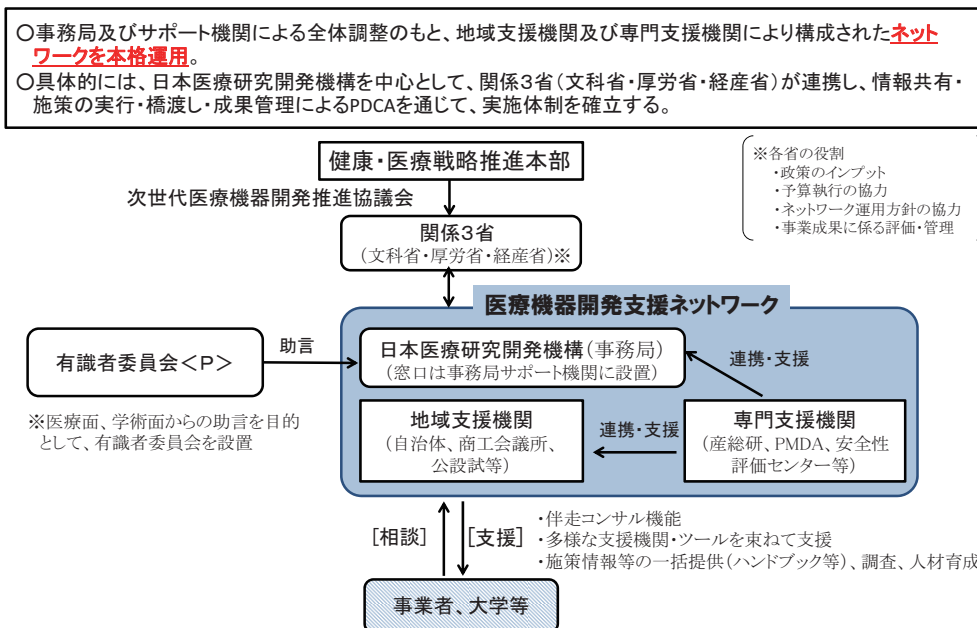 ○事務局及びサポート機関による全体調整のもと、地域支援機関及び専門支援機関により構成されたネット
ワークを本格運用。
○具体的には、日本医療研究開発機構を中心として、関係3省(文科省・厚労省・経産省)が連携し、情報共有・
施策の実行・橋渡し・成果管理によるPDCAを通じて、実施体制を確立する。
健康・医療戦略推進本部
※各省の役割
・政策のインプット
・予算執行の協力
・ネットワーク運用方針の協力
・事業成果に係る評価・管理
次世代医療機器開発推進協議会
関係3省
(文科省・厚労省・経産省)※
医療機器開発支援ネットワーク
有識者委員会<P>
助言
日本医療研究開発機構(事務局)
(窓口は事務局サポート機関に設置)
連携・支援
※医療面、学術面からの助言を目的
として、有識者委員会を設置
地域支援機関
(自治体、商工会議所、
公設試等)
連携・支援
専門支援機関
(産総研、PMDA、安全性
評価センター等)
[相談]
[支援]
・伴走コンサル機能
・多様な支援機関・ツールを束ねて支援
・施策情報等の一括提供(ハンドブック等)、調査、人材育成
事業者、大学等